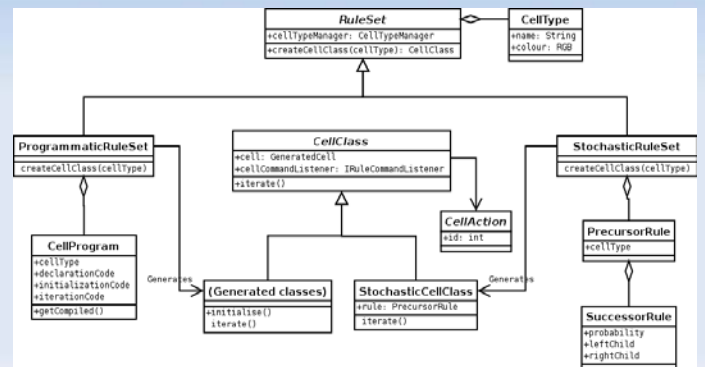 RuleSet
+cellTypeManager: CellTypeManager
+createCellClass(cellType): CellClass
CellType
+name: String
+colour: RGB
ProgrammaticRuleSet
createCellClass(cellType)
CellClass
+cell: GeneratedCell
+cellCommandListener: IRuleCommandListener
+iterate()
StochasticRuleSet
createCellClass(cellType)
CellAction
+id: int
PrecursorRule
+cellType
CellProgram
+cellType
+declarationCode
+initializationCode
+iterationCode
+getCompiled()
Generates
(Generated classes)
+initialise()
iterate()
StochasticCellClass
+rule: PrecursorRule
iterate()
Generates
SuccessorRule
+probability
+leftChild
+rightChild